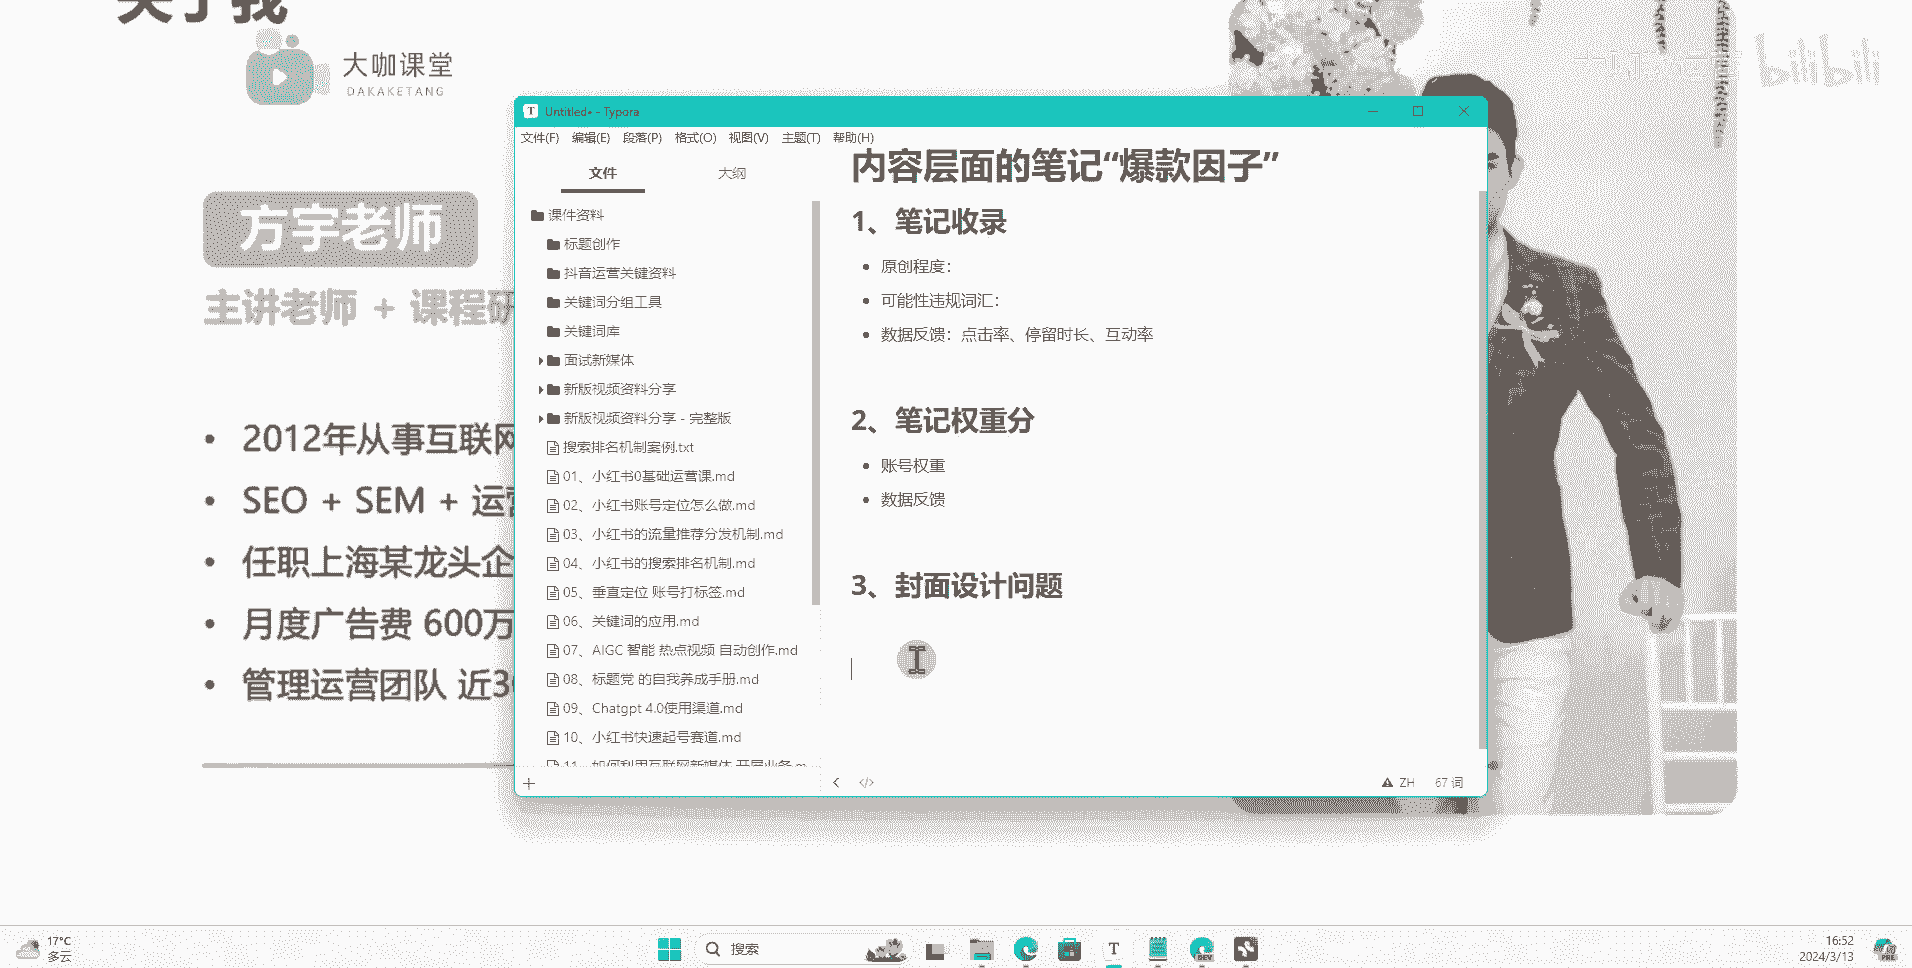 关于我
大咖课堂
DAKAKETANG
bilibili
方宇老师
主讲老师 + 课程研
2012年从事互联网
SEO + SEM + 运营
任职上海某龙头企
月度广告费 600万
管理运营团队 近3
Untitled• - Typora
文件(F) 编辑(E) 段落(P) 格式(O) 视图(V) 主题(T) 帮助(H)
文件 大纲
课件资料
标题创作
抖音运营关键资料
关键词分组工具
关键词库
面试新媒体
新版视频资料分享
新版视频资料分享 - 完整版
搜索排名机制案例.txt
01、小红书0基础运营课.md
02、小红书账号定位怎么做.md
03、小红书的流量推荐分发机制.md
04、小红书的搜索排名机制.md
05、垂直定位 账号打标签.md
06、关键词的应用.md
07、AIGC 智能 热点视频 自动创作.md
08、标题党 的自我养成手册.md
09、Chatgpt 4.0使用渠道.md
10、小红书快速起号赛道.md
11、如何利用互联网新媒体 开展业务.m
内容层面的笔记“爆款因子”
1、笔记收录
原创程度：
可能性违规词汇：
数据反馈：点击率、停留时长、互动率
2、笔记权重分
账号权重
数据反馈
3、封面设计问题
ZH 67 词
17°C
多云
搜索
16:52
2024/3/13